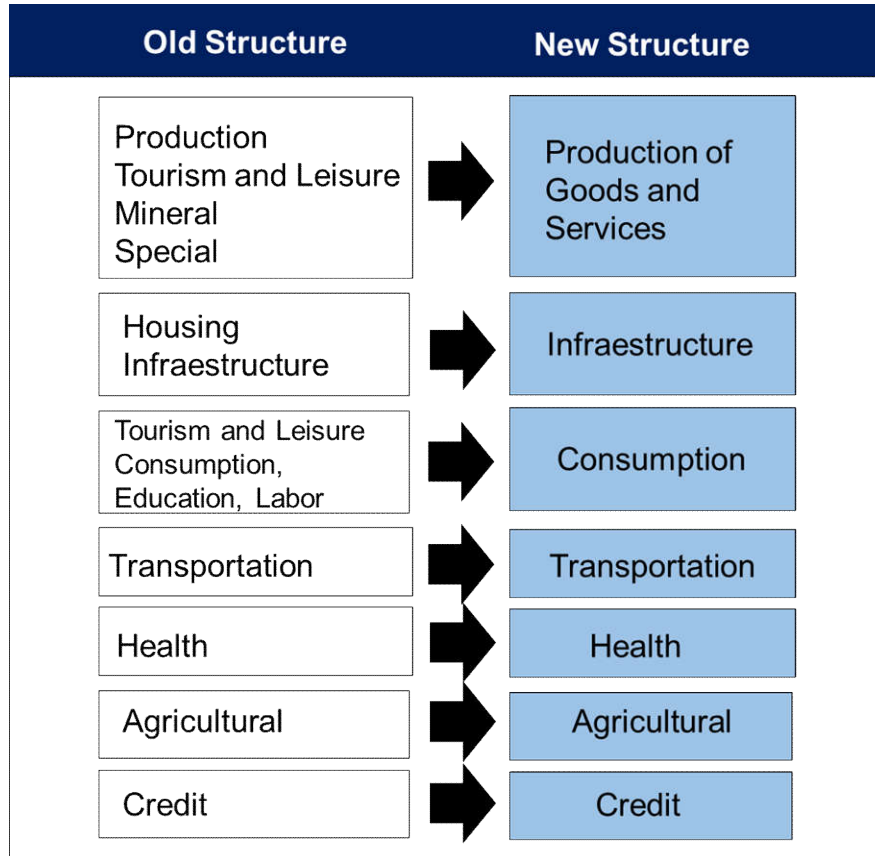 Old Structure
New Structure
Production
Tourism and Leisure
Mineral
Special
Production of
Goods and
Services
Housing
Infraestructure
Infraestructure
Tourism and Leisure
Consumption,
Education, Labor
Consumption
Transportation
Transportation
Health
Health
Agricultural
Agricultural
Credit
Credit